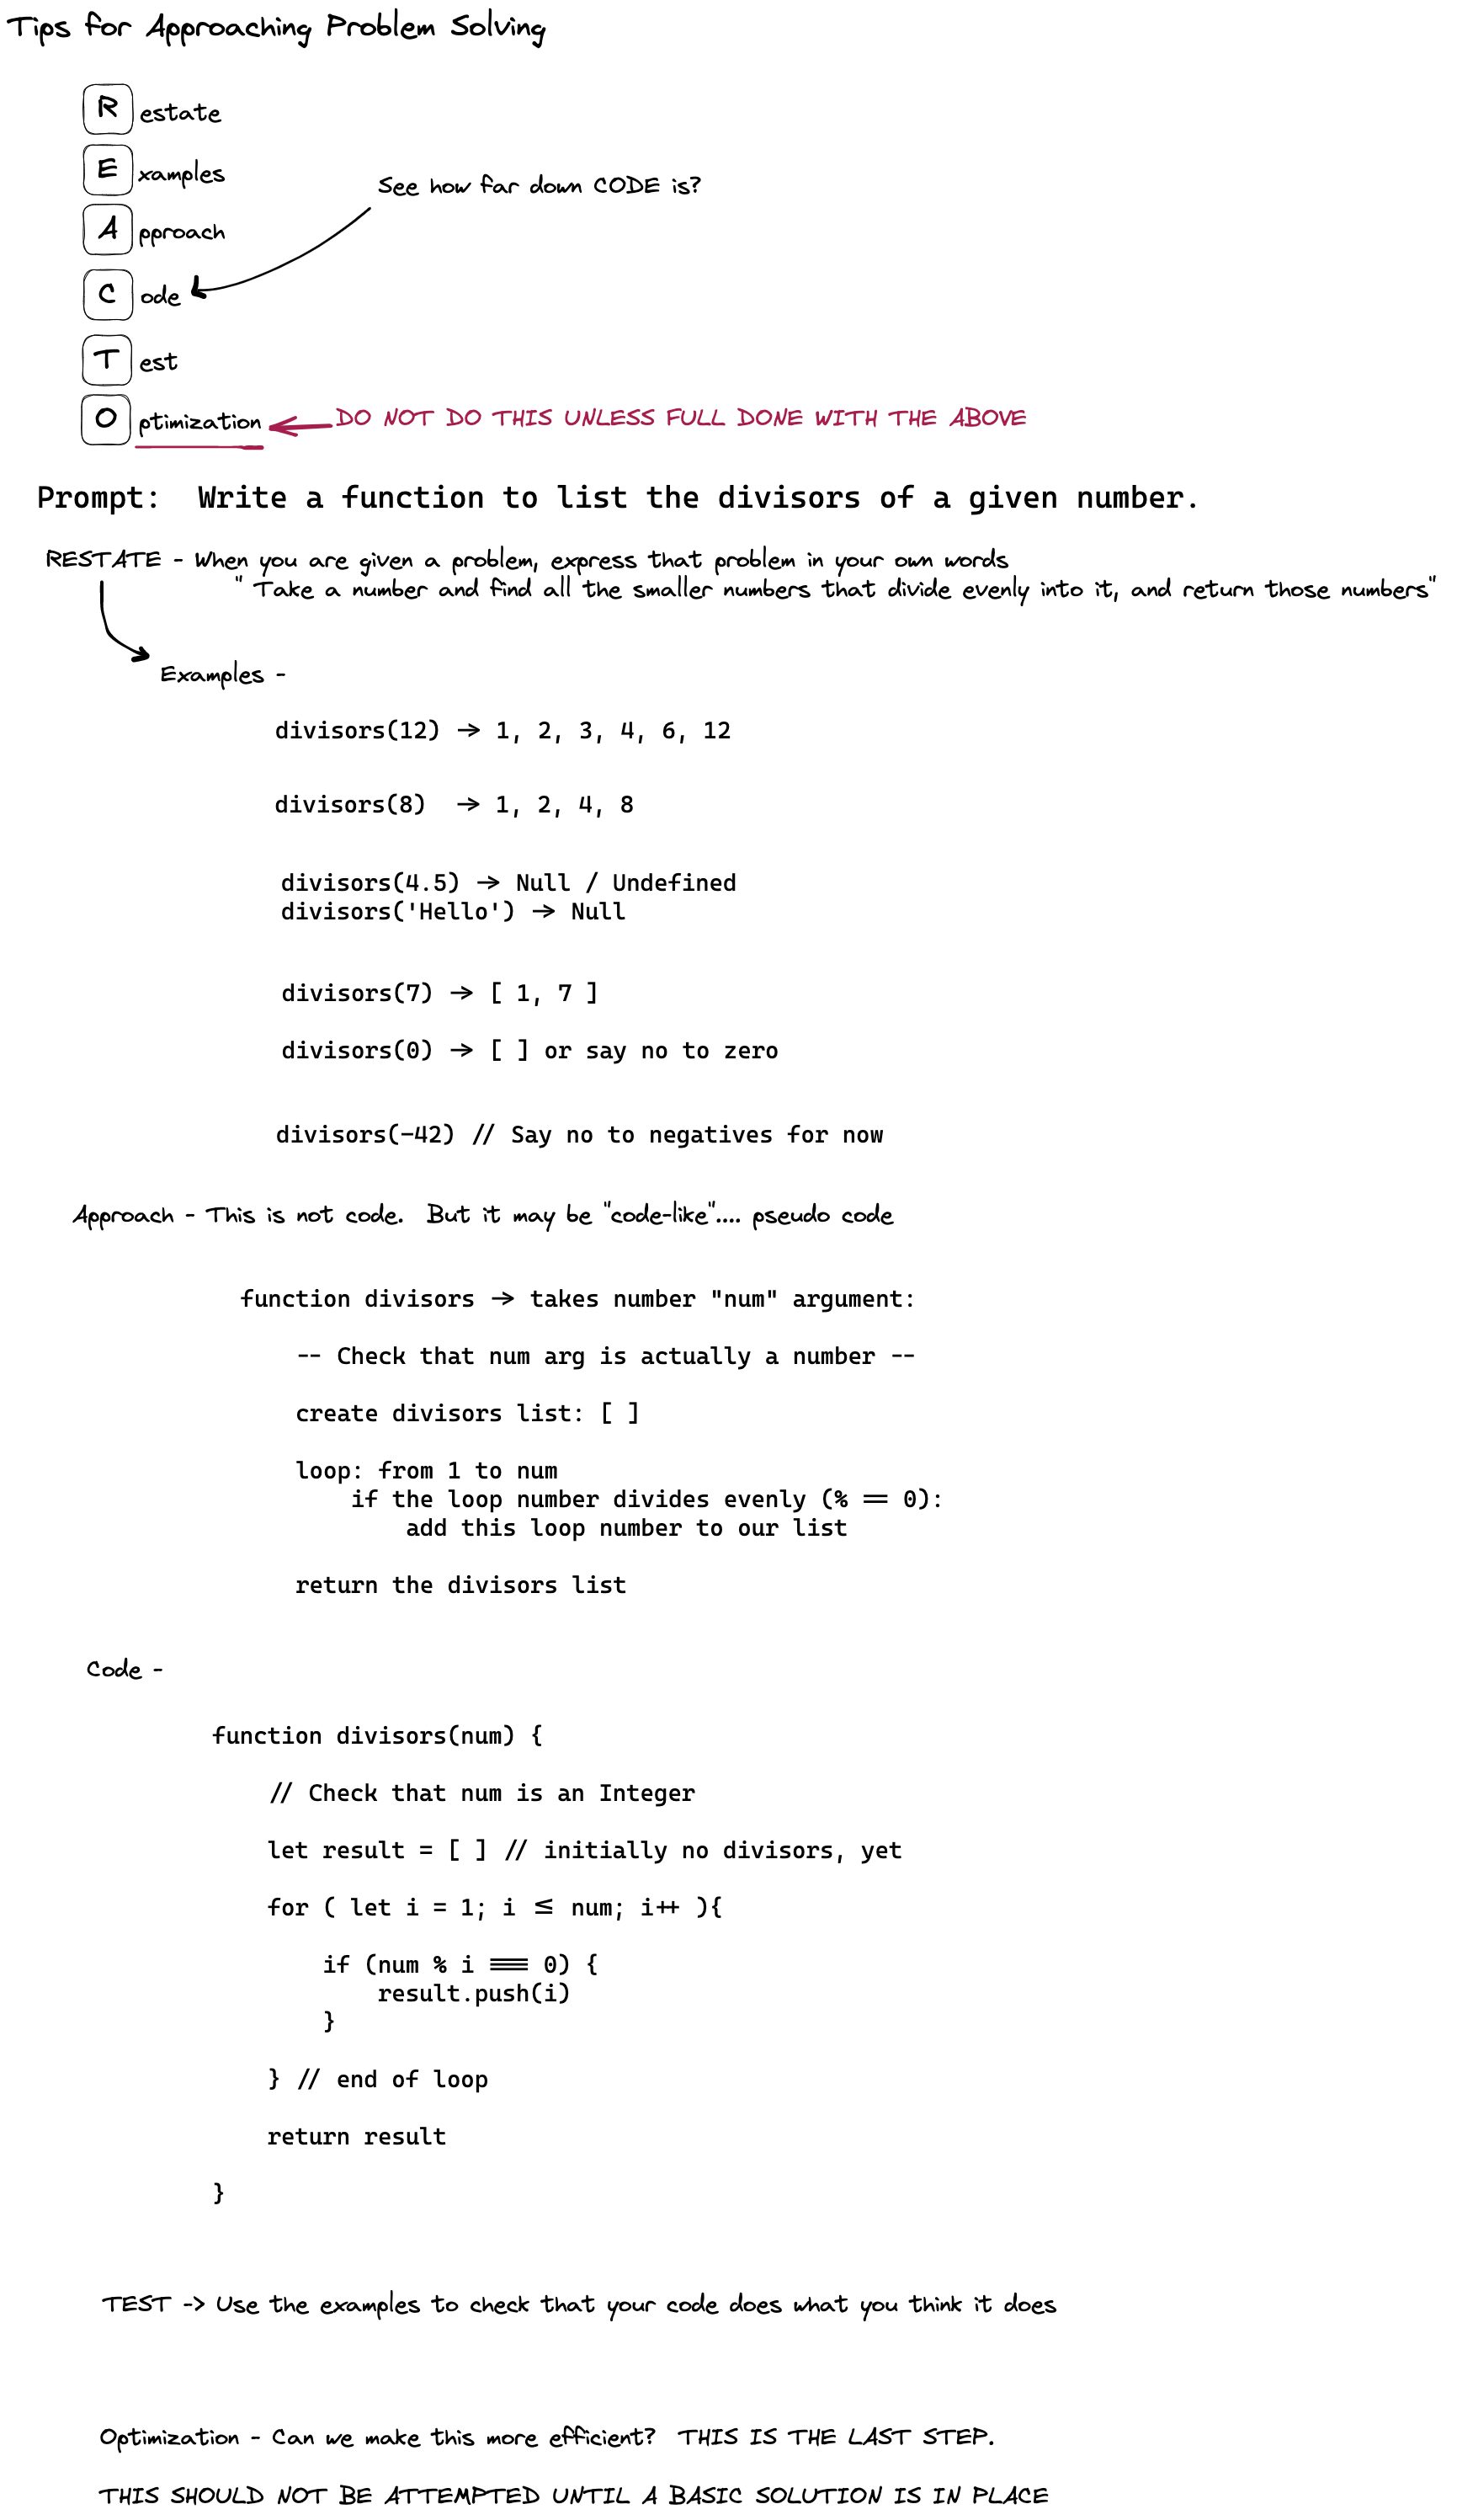 Tips for Approaching Problem Solving
Restate
Examples
See how far down CODE is?
Approach
Code
Test
Optimization
DO NOT DO THIS UNLESS FULL DONE WITH THE ABOVE
Prompt:  Write a function to list the divisors of a given number.
RESTATE - When you are given a problem, express that problem in your own words
" Take a number and find all the smaller numbers that divide evenly into it, and return those numbers"
Examples -
divisors(12) -> 1, 2, 3, 4, 6, 12
divisors(8)  -> 1, 2, 4, 8
divisors(4.5) -> Null / Undefined
divisors('Hello') -> Null
divisors(7) -> [ 1, 7 ]
divisors(0) -> [ ] or say no to zero
divisors(-42) // Say no to negatives for now
Approach - This is not code.  But it may be "code-like".... pseudo code
function divisors -> takes number "num" argument:
-- Check that num arg is actually a number --
create divisors list: [ ]
loop: from 1 to num
if the loop number divides evenly (% == 0):
add this loop number to our list
return the divisors list
Code -
function divisors(num) {
// Check that num is an Integer
let result = [ ] // initially no divisors, yet
for ( let i = 1; i <= num; i++ ){
if (num % i === 0) {
result.push(i)
}
} // end of loop
return result
}
TEST -> Use the examples to check that your code does what you think it does
Optimization - Can we make this more efficient?  THIS IS THE LAST STEP.
THIS SHOULD NOT BE ATTEMPTED UNTIL A BASIC SOLUTION IS IN PLACE